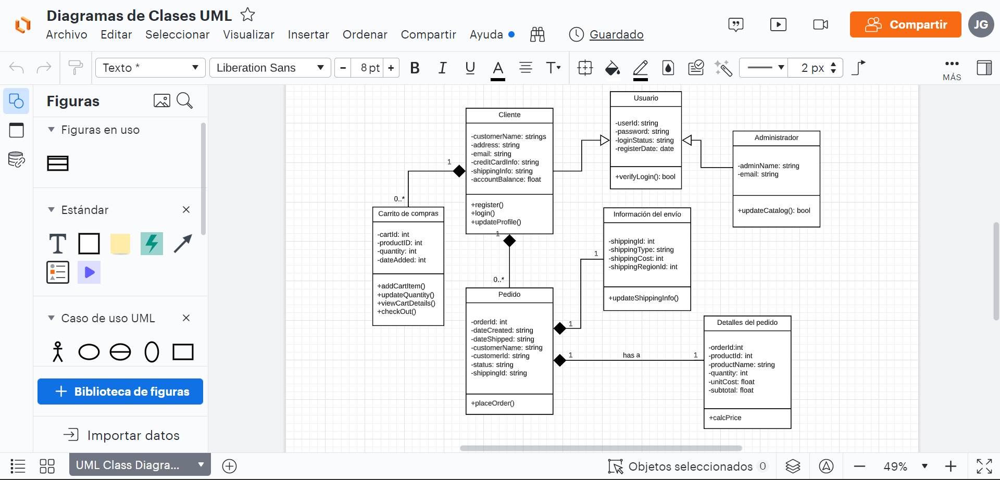 Diagramas de Clases UML
Archivo Editar Seleccionar Visualizar Insertar Ordenar Compartir Ayuda Guardado
Compartir
JG
Texto * Liberation Sans - 8 pt + B I U A T 2 px MÁS
Figuras
Figuras en uso
Estándar
T
Caso de uso UML
+ Biblioteca de figuras
Importar datos
Usuario
-userId: string
-password: string
-loginStatus: string
-registerDate: date
+verifyLogin(): bool
Cliente
-customerName: strings
-address: string
-email: string
-creditCardInfo: string
-shippingInfo: string
-accountBalance: float
+register()
+login()
+updateProfile()
Administrador
-adminName: string
-email: string
+updateCatalog(): bool
1
0..*
Carrito de compras
-cartId: int
-productID: int
-quantity: int
-dateAdded: int
+addCartItem()
+updateQuantity()
+viewCartDetails()
+checkOut()
1
0..*
Información del envío
-shippingId: int
-shippingType: string
-shippingCost: int
-shippingRegionId: int
+updateShippingInfo()
1
1
Pedido
-orderId: int
-dateCreated: string
-dateShipped: string
-customerName: string
-customerId: string
-status: string
-shippingId: string
+placeOrder()
1 has a 1
Detalles del pedido
-orderId:int
-productId: int
-productName: string
-quantity: int
-unitCost: float
-subtotal: float
+calcPrice
UML Class Diagra...
Objetos seleccionados 0
49%